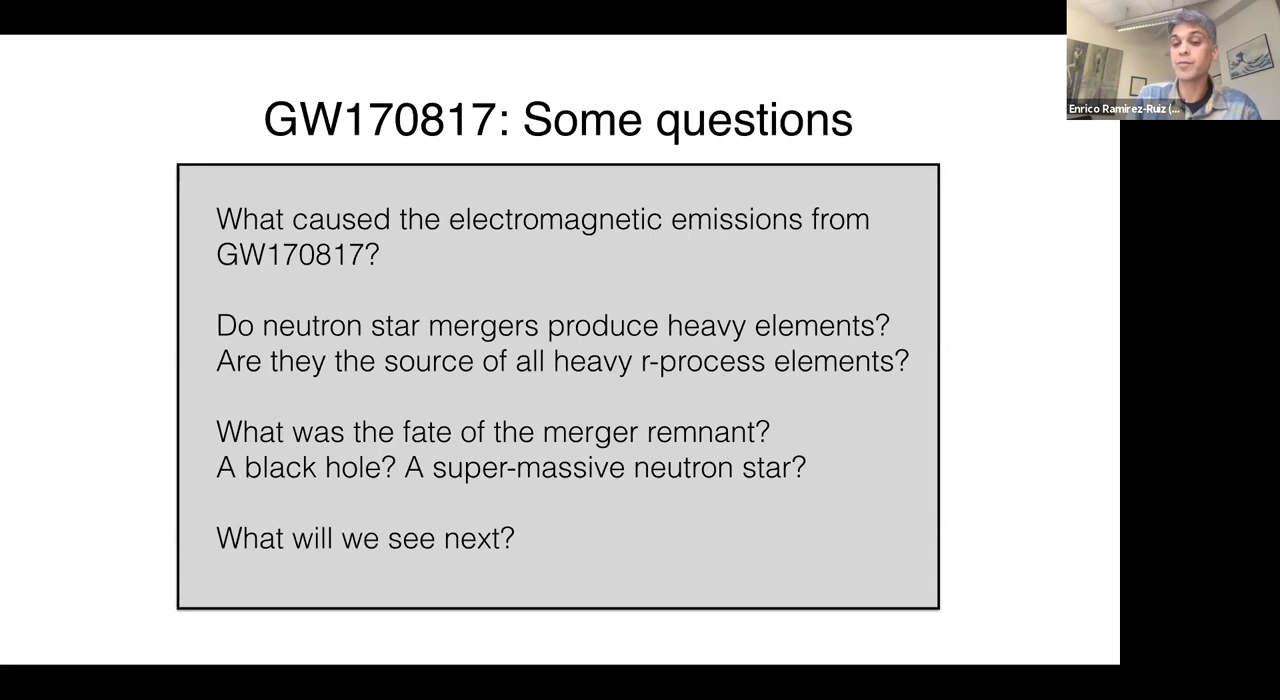 GW170817: Some questions
What caused the electromagnetic emissions from
GW170817?
Do neutron star mergers produce heavy elements?
Are they the source of all heavy r-process elements?
What was the fate of the merger remnant?
A black hole? A super-massive neutron star?
What will we see next?
Enrico Ramirez-Ruiz (...